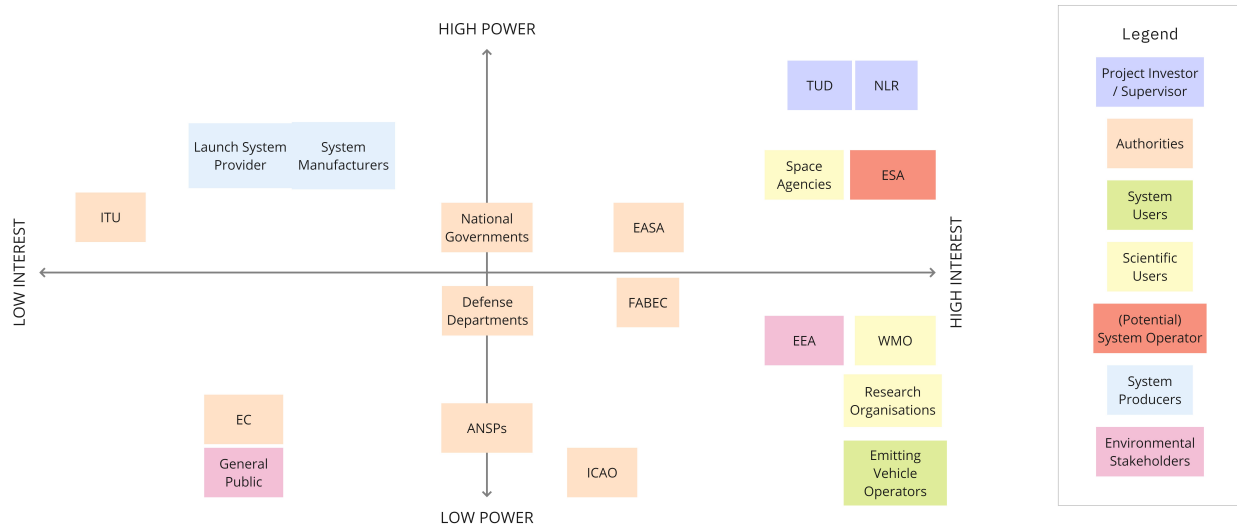 HIGH POWER
TUD
NLR
Launch System
Provider
System
Manufacturers
Space
Agencies
ESA
ITU
National
Governments
EASA
LOW INTEREST
HIGH INTEREST
Defense
Departments
FABEC
EEA
WMO
Research
Organisations
EC
ANSPs
General
Public
ICAO
Emitting
Vehicle
Operators
LOW POWER
Legend
Project Investor
/ Supervisor
Authorities
System
Users
Scientific
Users
(Potential)
System Operator
System
Producers
Environmental
Stakeholders